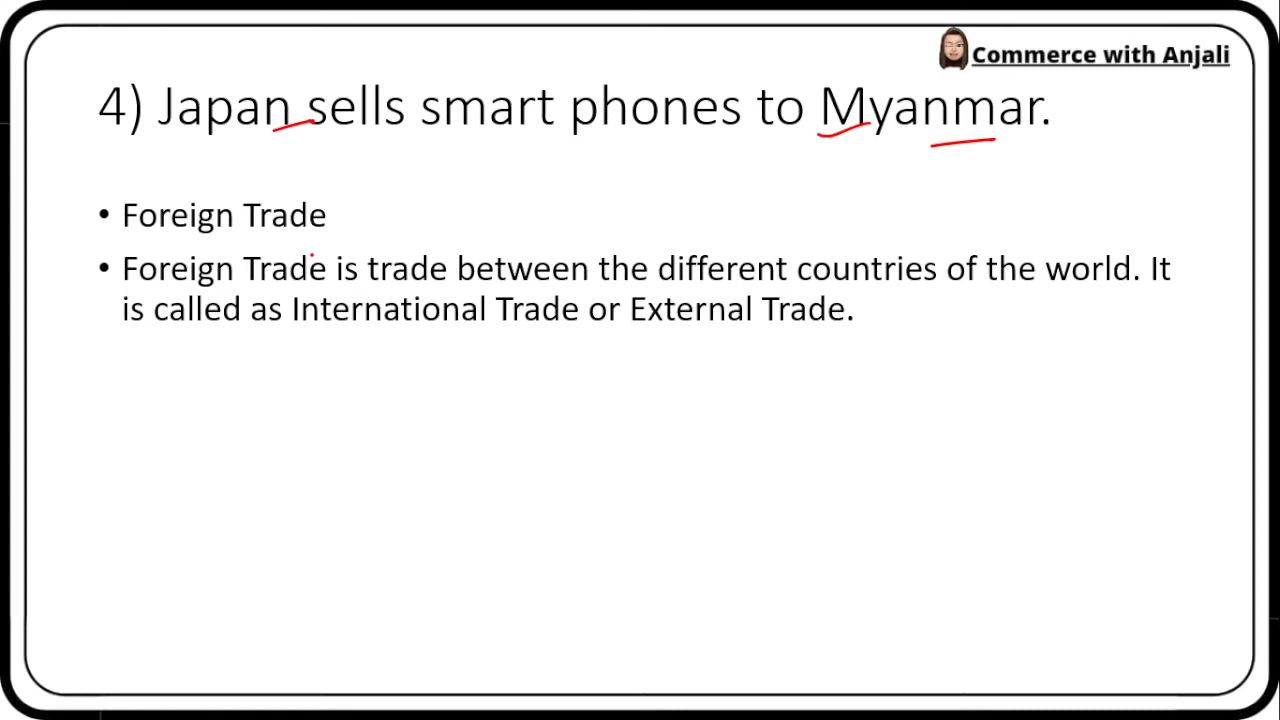 Commerce with Anjali
4) Japan sells smart phones to Myanmar.
• Foreign Trade
• Foreign Trade is trade between the different countries of the world. It
is called as International Trade or External Trade.